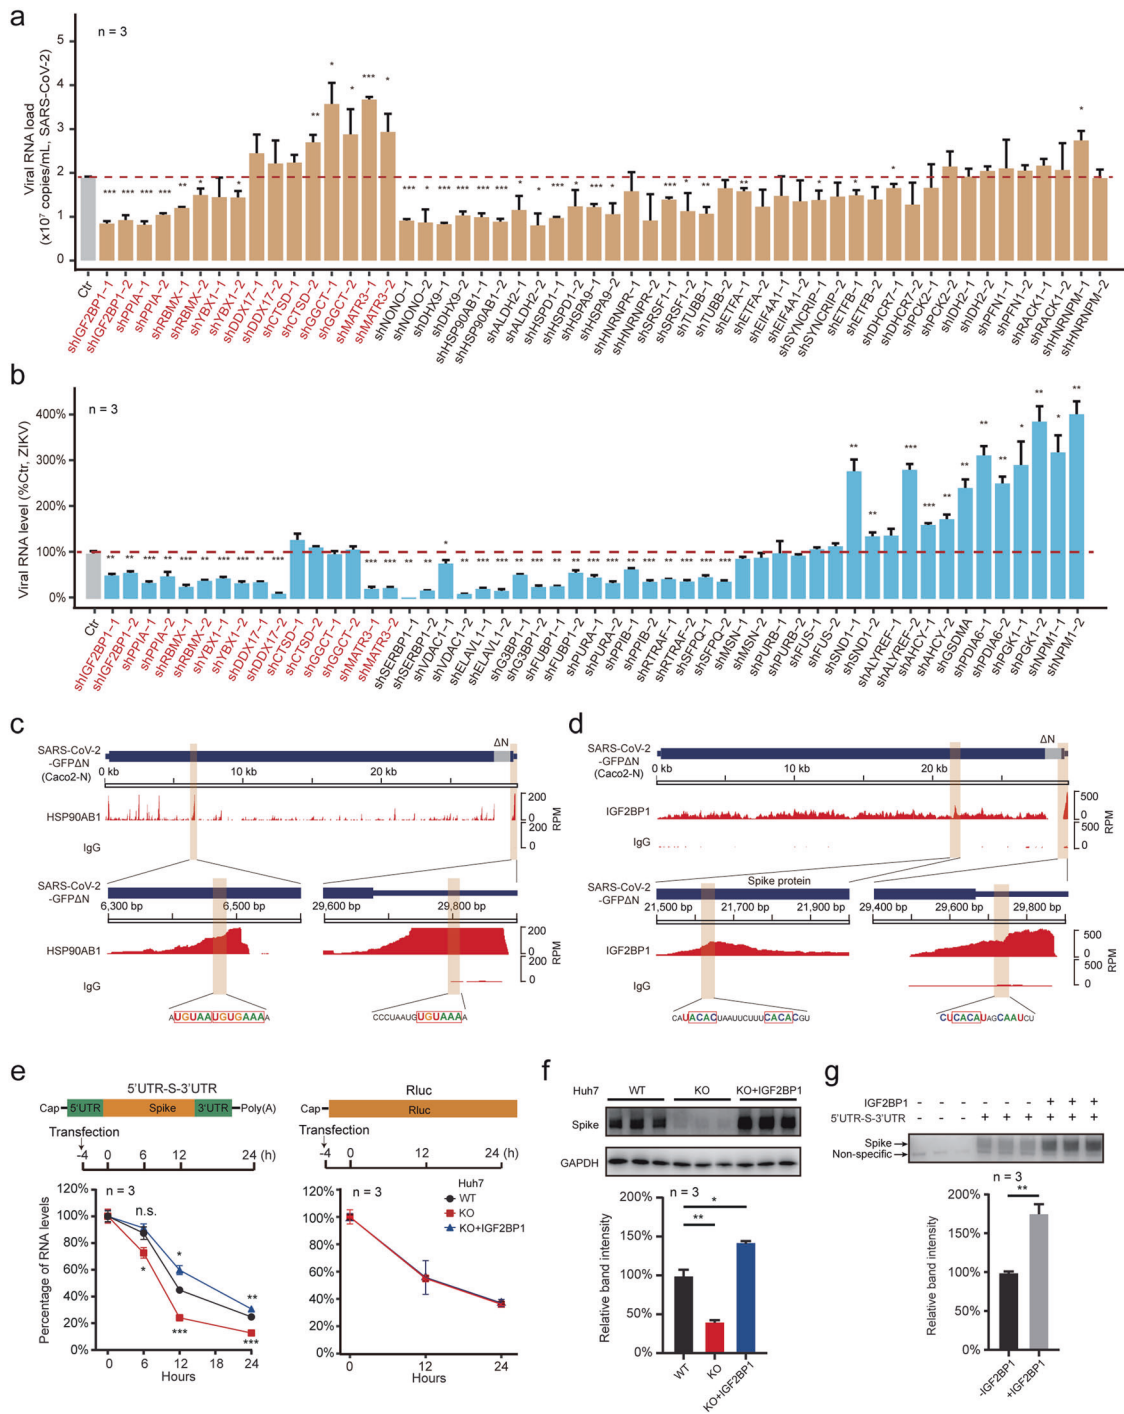 a
n = 3
Viral RNA load
(x10⁷ copies/mL, SARS-CoV-2)
5
4
3
2
1
0
Ctr
shIGF2BP1-1
shIGF2BP1-2
shPPIA-1
shPPIA-2
shRBMX-1
shRBMX-2
shYBX1-1
shYBX1-2
shDDX17-1
shDDX17-2
shCTSD-1
shCTSD-2
shGGCT-1
shGGCT-2
shMATR3-1
shMATR3-2
shNONO-1
shNONO-2
shDHX9-1
shDHX9-2
shHSP90AB1-1
shHSP90AB1-2
shALDH2-1
shALDH2-2
shHSPD1-1
shHSPD1-2
shHSPA9-1
shHSPA9-2
shHNRNPR-1
shHNRNPR-2
shSRSF1-1
shSRSF1-2
shTUBB-1
shTUBB-2
shETFA-1
shETFA-2
shEIF4A1-1
shEIF4A1-2
shSYNCRIP-1
shSYNCRIP-2
shETFB-1
shETFB-2
shDHCR7-1
shDHCR7-2
shPCK2-1
shPCK2-2
shIDH2-1
shIDH2-2
shPFN1-1
shPFN1-2
shRACK1-1
shRACK1-2
shHNRNPM-1
shHNRNPM-2
b
n = 3
Viral RNA level (%Ctr, ZIKV)
400%
300%
200%
100%
0%
Ctr
shIGF2BP1-1
shIGF2BP1-2
shPPIA-1
shPPIA-2
shRBMX-1
shRBMX-2
shYBX1-1
shYBX1-2
shDDX17-1
shDDX17-2
shCTSD-1
shCTSD-2
shGGCT-1
shGGCT-2
shMATR3-1
shMATR3-2
shSERBP1-1
shSERBP1-2
shVDAC1-1
shVDAC1-2
shELAVL1-1
shELAVL1-2
shG3BP1-1
shG3BP1-2
shFUBP1-1
shFUBP1-2
shPURA-1
shPURA-2
shPPIB-1
shPPIB-2
shRTRAF-1
shRTRAF-2
shSFPQ-1
shSFPQ-2
shMSN-1
shMSN-2
shPURB-1
shPURB-2
shFUS-1
shFUS-2
shSND1-1
shSND1-2
shALYREF-1
shALYREF-2
shAHCY-1
shAHCY-2
shGSDMA
shPDIA6-1
shPDIA6-2
shPGK1-1
shPGK1-2
shNPM1-1
shNPM1-2
c
ΔN
SARS-CoV-2
-GFPΔN
(Caco2-N)
0 kb 10 kb 20 kb
HSP90AB1
200
0
200
0
RPM
IgG
SARS-CoV-2
-GFPΔN
6,300 bp 6,500 bp 29,600 bp 29,800 bp
HSP90AB1
200
0
200
0
RPM
IgG
AUGUAAUGUGAAAA CCCUAAUGUGUAAAA
d
ΔN
SARS-CoV-2
-GFPΔN
(Caco2-N)
0 kb 10 kb 20 kb
IGF2BP1
500
0
500
0
RPM
IgG
Spike protein
SARS-CoV-2
-GFPΔN
21,500 bp 21,700 bp 21,900 bp 29,400 bp 29,600 bp 29,800 bp
IGF2BP1
500
0
500
0
RPM
IgG
CAUACACUAAUUCUUUCACACGU CUCACAUAGCAAUCU
e
5'UTR-S-3'UTR
Cap 5'UTR Spike 3'UTR Poly(A)
Transfection
-4 0 6 12 24 (h)
n = 3
Percentage of RNA levels
120%
100%
80%
60%
40%
20%
0%
n.s.
* * *** ** ***
0 6 12 18 24
Hours
Rluc
Cap Rluc
Transfection
-4 0 12 24 (h)
n = 3
Huh7
WT
KO
KO+IGF2BP1
120%
100%
80%
60%
40%
20%
0%
0 12 24
Hours
f
Huh7 WT KO KO+IGF2BP1
Spike
GAPDH
n = 3
Relative band intensity
200%
150%
100%
50%
0%
*
**
WT
KO
KO+IGF2BP1
g
IGF2BP1 - - - - - - + + +
5'UTR-S-3'UTR - - - + + + + + +
Spike
Non-specific
n = 3
Relative band intensity
200%
150%
100%
50%
0%
**
-IGF2BP1
+IGF2BP1